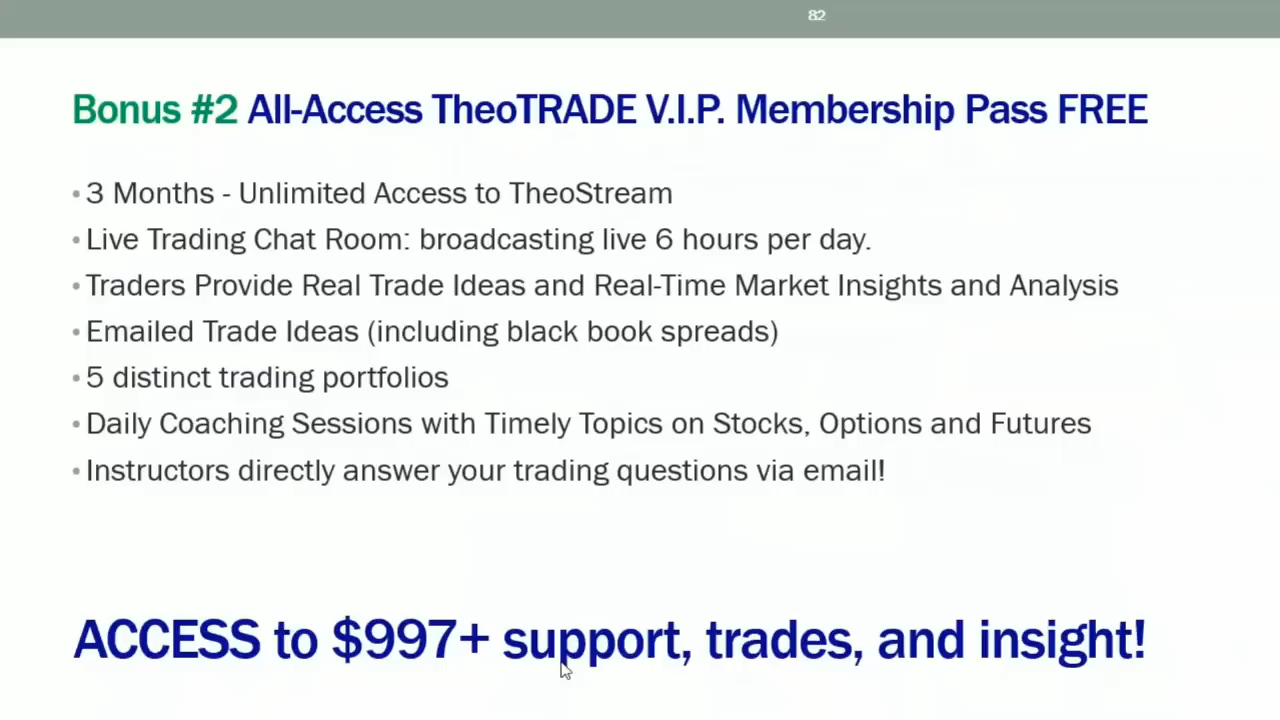 82
Bonus #2 All-Access TheoTRADE V.I.P. Membership Pass FREE
• 3 Months - Unlimited Access to TheoStream
• Live Trading Chat Room: broadcasting live 6 hours per day.
• Traders Provide Real Trade Ideas and Real-Time Market Insights and Analysis
• Emailed Trade Ideas (including black book spreads)
• 5 distinct trading portfolios
• Daily Coaching Sessions with Timely Topics on Stocks, Options and Futures
• Instructors directly answer your trading questions via email!
ACCESS to $997+ support, trades, and insight!